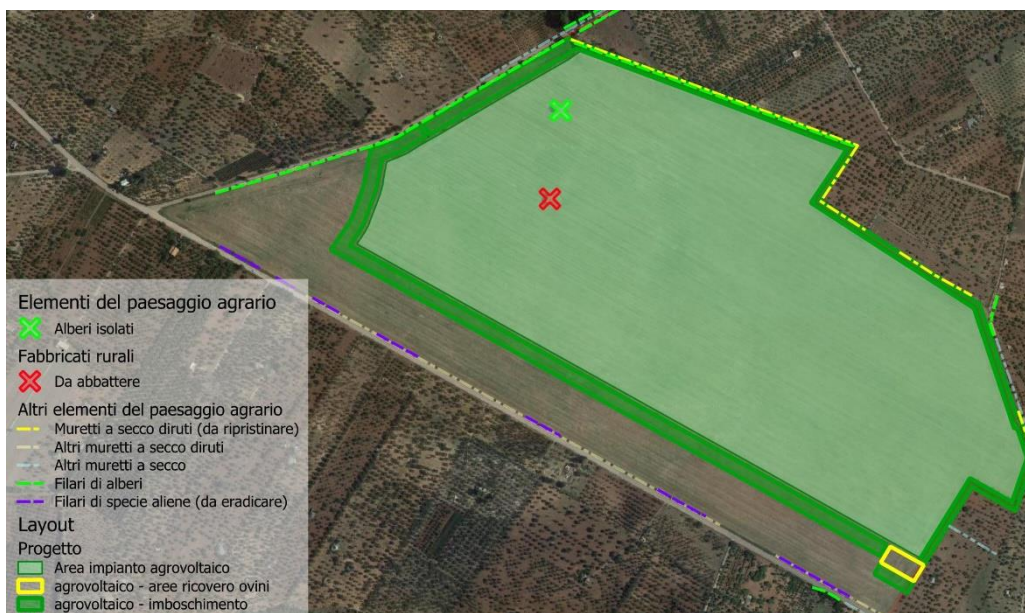 Elementi del paesaggio agrario
Alberi isolati
Fabbricati rurali
Da abbattere
Altri elementi del paesaggio agrario
Muretti a secco diruti (da ripristinare)
Altri muretti a secco diruti
Altri muretti a secco
Filari di alberi
Filari di specie aliene (da eradicare)
Layout
Progetto
Area impianto agrovoltaico
agrovoltaico - aree ricovero ovini
agrovoltaico - imboschimento